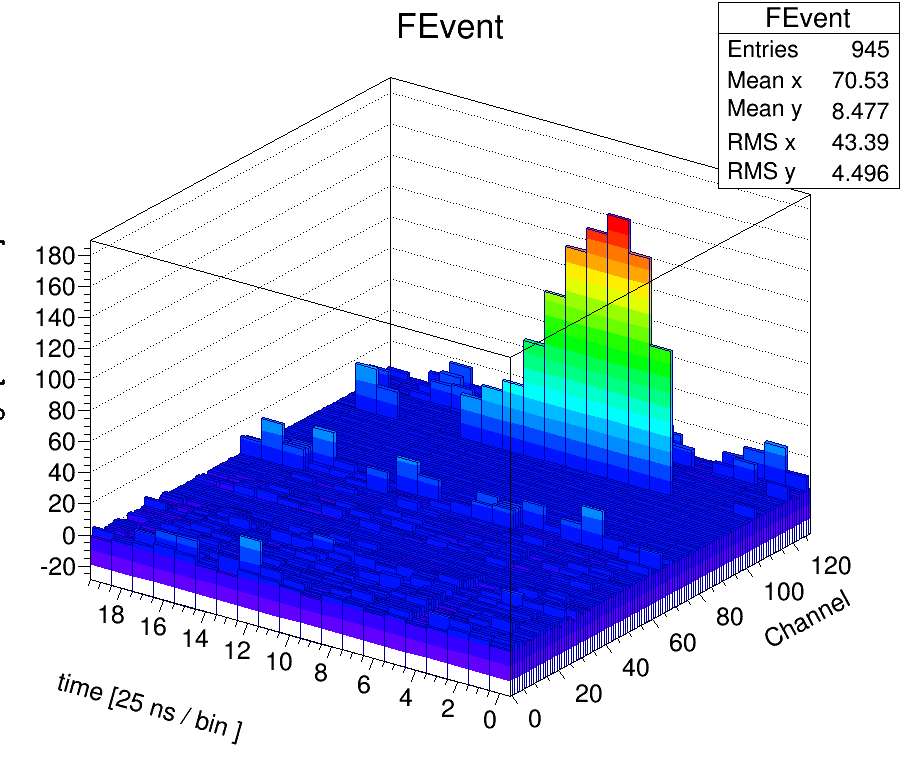 FEvent
FEvent
Entries 945
Mean x 70.53
Mean y 8.477
RMS x 43.39
RMS y 4.496
180
160
140
120
100
80
60
40
20
0
-20
18 16 14 12 10 8 6 4 2 0
time [25 ns / bin ]
0 20 40 60 80 100 120
Channel